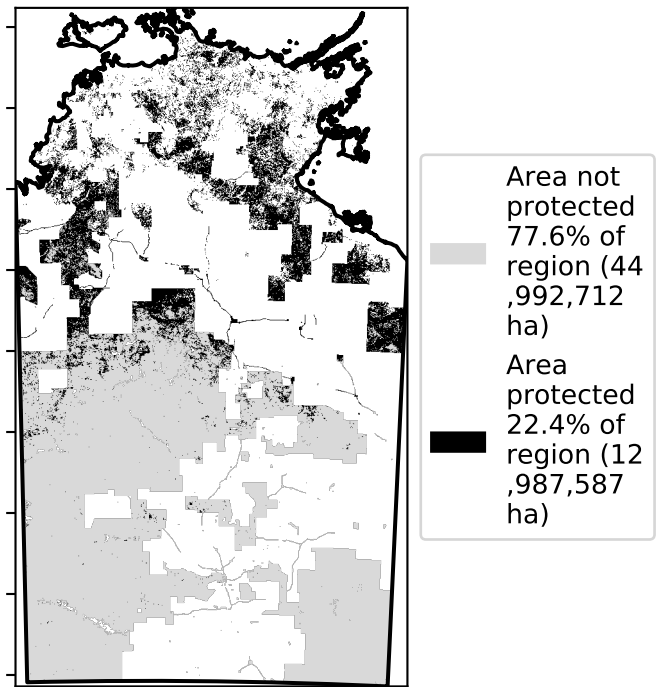 Area not
protected
77.6% of
region (44
,992,712
ha)
Area
protected
22.4% of
region (12
,987,587
ha)